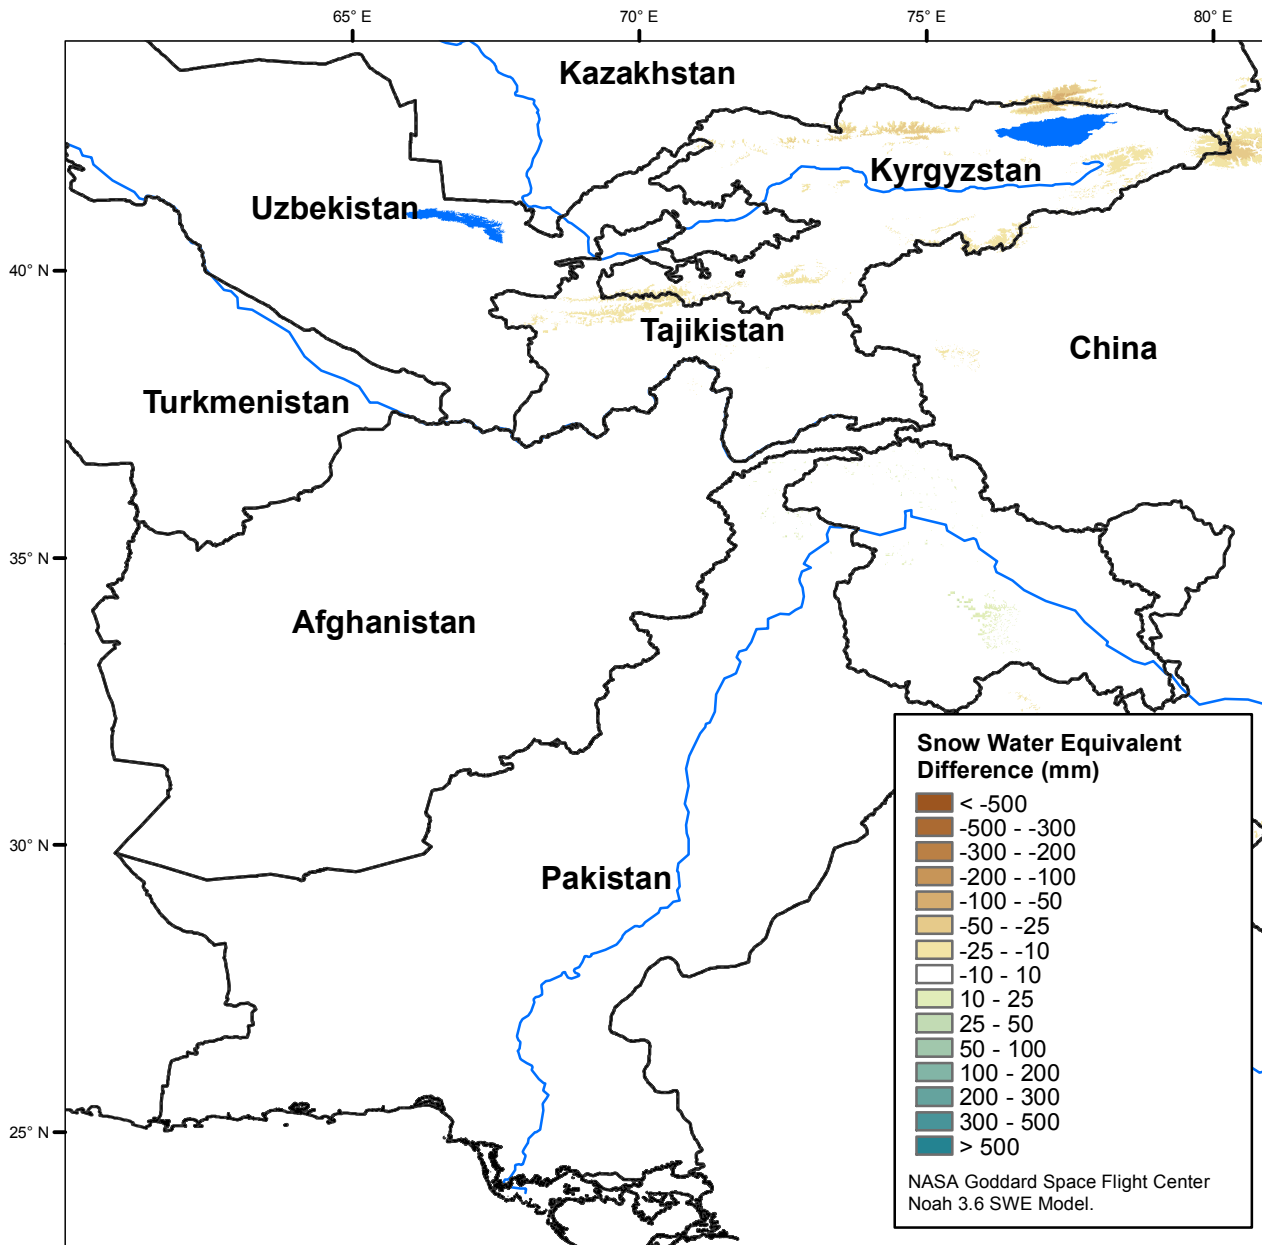 65° E
70° E
75° E
80° E
Kazakhstan
Kyrgyzstan
Uzbekistan
40° N
Tajikistan
China
Turkmenistan
35° N
Afghanistan
Snow Water Equivalent
Difference (mm)
< -500
-500 - -300
-300 - -200
-200 - -100
-100 - -50
-50 - -25
-25 - -10
-10 - 10
10 - 25
25 - 50
50 - 100
100 - 200
200 - 300
300 - 500
> 500
NASA Goddard Space Flight Center
Noah 3.6 SWE Model.
30° N
Pakistan
25° N